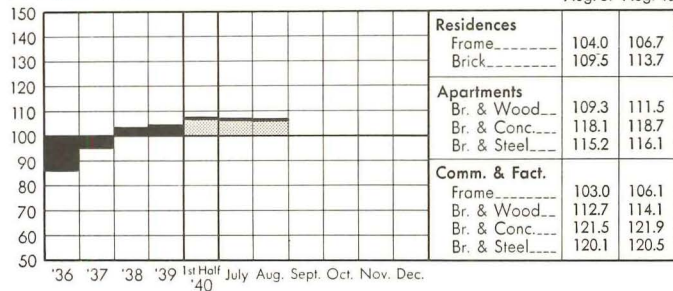 150
140
130
120
110
100
90
80
70
60
50
'36 '37 '38 '39 1st Half '40 July Aug. Sept. Oct. Nov. Dec.
Residences
Frame 104.0 106.7
Brick 109.5 113.7
Apartments
Br. & Wood 109.3 111.5
Br. & Conc. 118.1 118.7
Br. & Steel 115.2 116.1
Comm. & Fact.
Frame 103.0 106.1
Br. & Wood 112.7 114.1
Br. & Conc. 121.5 121.9
Br. & Steel 120.1 120.5